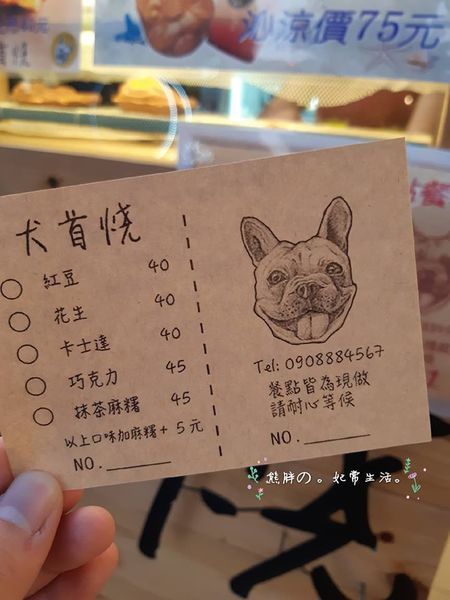 沁涼價75元
犬首燒
紅豆 40
花生 40
卡士達 40
巧克力 45
抹茶麻糬 45
以上口味加麻糬+5元
NO.
Tel: 0908884567
餐點皆為現做
請耐心等候
NO.
熊胖の。妃常生活。